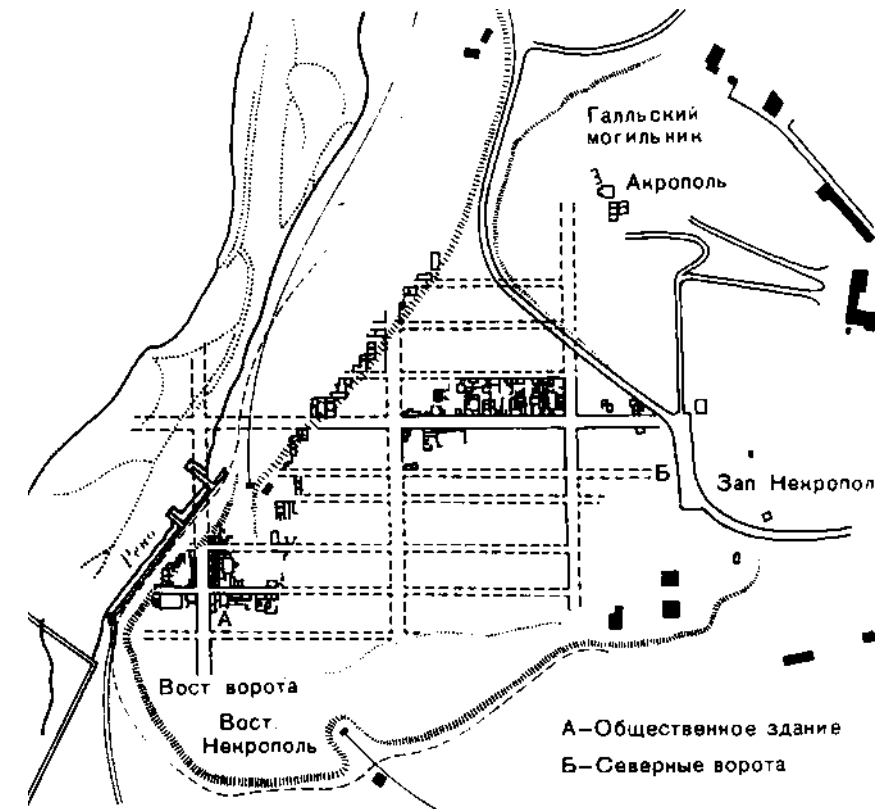 Галльский
могильник
Акрополь
Б
Зап Некропол
Рено
А
Вост ворота
Вост.
Некрополь
А—Общественное здание
Б—Северные ворота